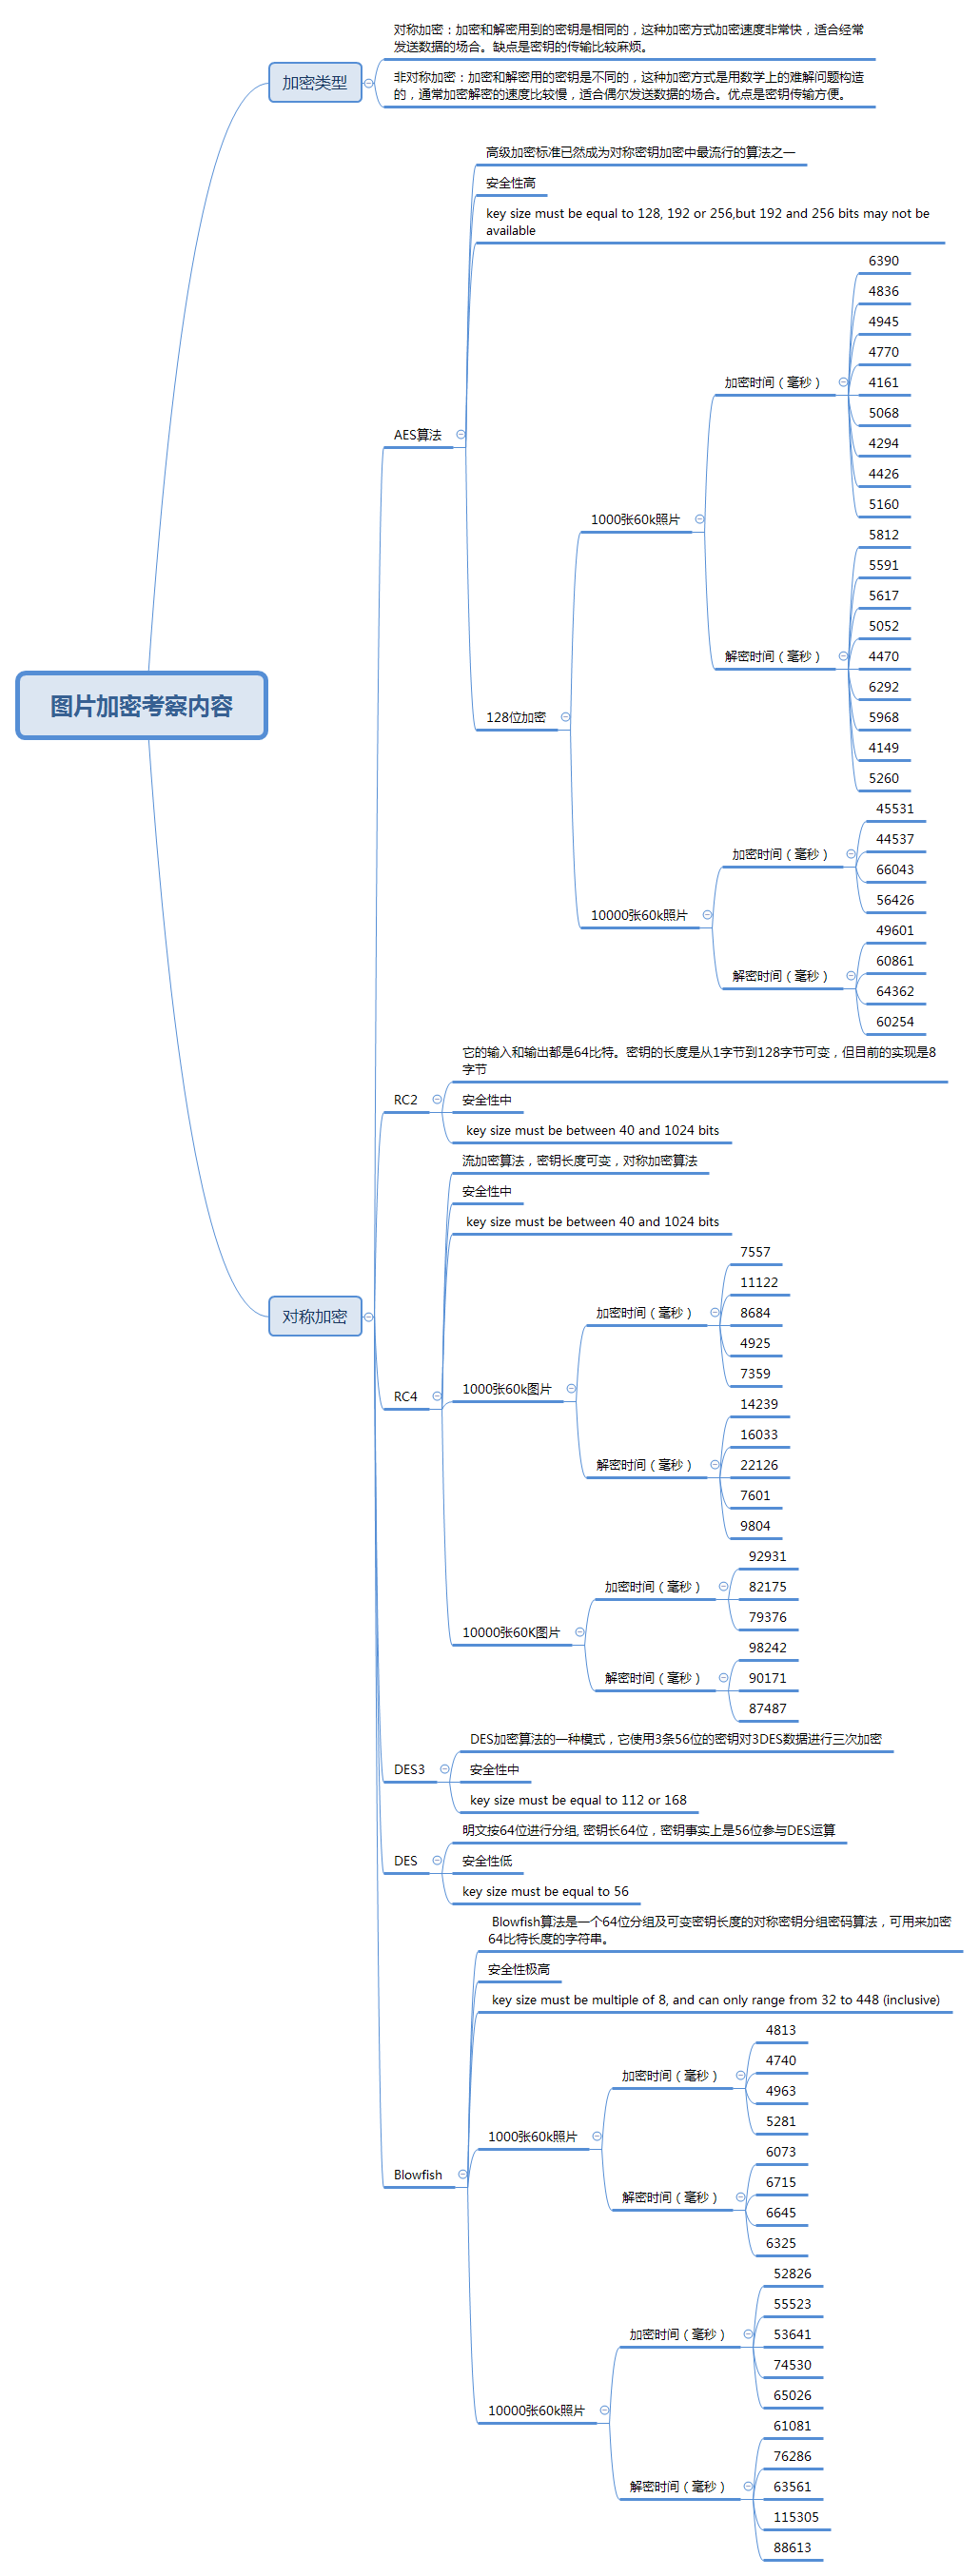 对称加密：加密和解密用到的密钥是相同的，这种加密方式加密速度非常快，适合经常
发送数据的场合。缺点是密钥的传输比较麻烦。
加密类型
非对称加密：加密和解密用的密钥是不同的，这种加密方式是用数学上的难解问题构造
的，通常加密解密的速度比较慢，适合偶尔发送数据的场合。优点是密钥传输方便。
高级加密标准已然成为对称密钥加密中最流行的算法之一
安全性高
key size must be equal to 128, 192 or 256,but 192 and 256 bits may not be
available
AES算法
128位加密
1000张60k照片
加密时间（毫秒）
6390
4836
4945
4770
4161
5068
4294
4426
5160
解密时间（毫秒）
5812
5591
5617
5052
4470
6292
5968
4149
5260
图片加密考察内容
10000张60k照片
加密时间（毫秒）
45531
44537
66043
56426
解密时间（毫秒）
49601
60861
64362
60254
RC2
它的输入和输出都是64比特。密钥的长度是从1字节到128字节可变，但目前的实现是8
字节
安全性中
key size must be between 40 and 1024 bits
对称加密
RC4
流加密算法，密钥长度可变，对称加密算法
安全性中
key size must be between 40 and 1024 bits
1000张60k图片
加密时间（毫秒）
7557
11122
8684
4925
7359
解密时间（毫秒）
14239
16033
22126
7601
9804
10000张60K图片
加密时间（毫秒）
92931
82175
79376
解密时间（毫秒）
98242
90171
87487
DES3
DES加密算法的一种模式，它使用3条56位的密钥对3DES数据进行三次加密
安全性中
key size must be equal to 112 or 168
DES
明文按64位进行分组, 密钥长64位，密钥事实上是56位参与DES运算
安全性低
key size must be equal to 56
Blowfish
Blowfish算法是一个64位分组及可变密钥长度的对称密钥分组密码算法，可用来加密
64比特长度的字符串。
安全性极高
key size must be multiple of 8, and can only range from 32 to 448 (inclusive)
1000张60k照片
加密时间（毫秒）
4813
4740
4963
5281
解密时间（毫秒）
6073
6715
6645
6325
10000张60k照片
加密时间（毫秒）
52826
55523
53641
74530
65026
解密时间（毫秒）
61081
76286
63561
115305
88613